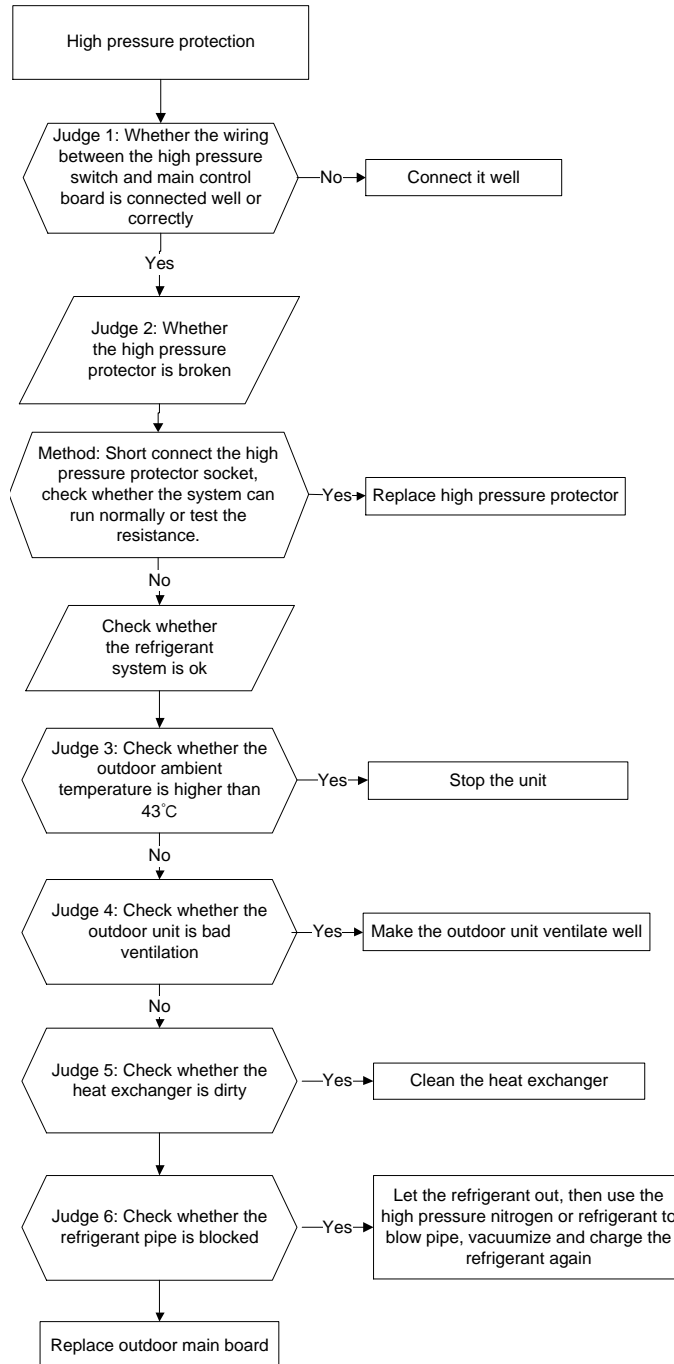 High pressure protection
Judge 1: Whether the wiring
between the high pressure
switch and main control
board is connected well or
correctly
No
Connect it well
Yes
Judge 2: Whether
the high pressure
protector is broken
Method: Short connect the high
pressure protector socket,
check whether the system can
run normally or test the
resistance.
Yes
Replace high pressure protector
No
Check whether
the refrigerant
system is ok
Judge 3: Check whether the
outdoor ambient
temperature is higher than
43℃
Yes
Stop the unit
No
Judge 4: Check whether the
outdoor unit is bad
ventilation
Yes
Make the outdoor unit ventilate well
No
Judge 5: Check whether the
heat exchanger is dirty
Yes
Clean the heat exchanger
Judge 6: Check whether the
refrigerant pipe is blocked
Yes
Let the refrigerant out, then use the
high pressure nitrogen or refrigerant to
blow pipe, vacuumize and charge the
refrigerant again
Replace outdoor main board